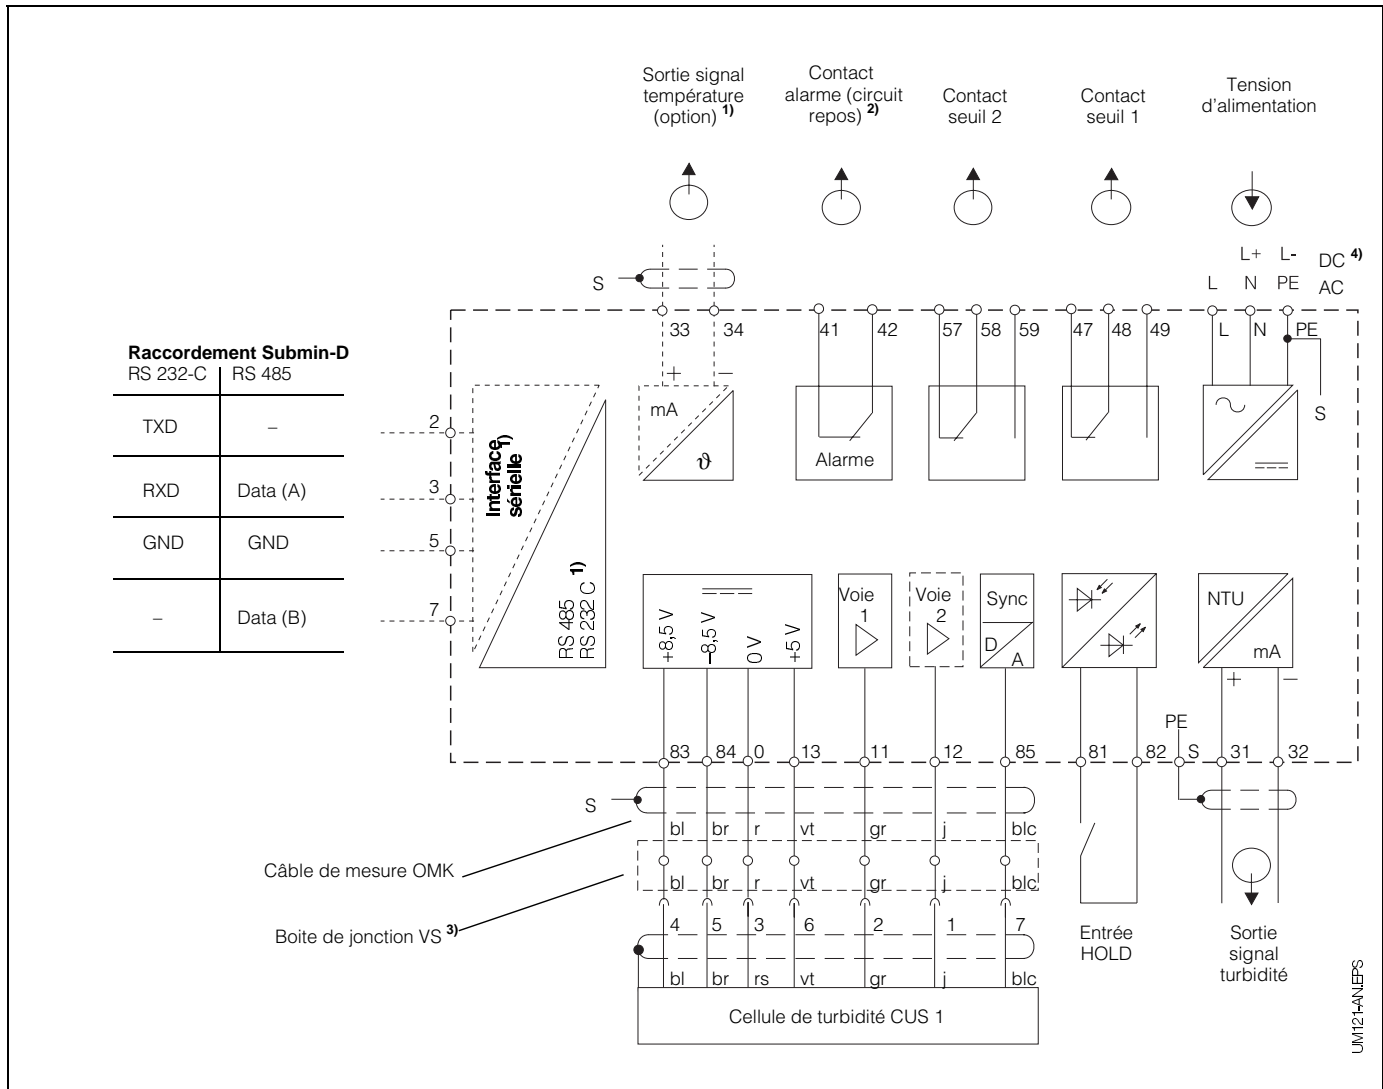 Sortie signal
température
(option) 1)
Contact
alarme (circuit
repos) 2)
Contact
seuil 2
Contact
seuil 1
Tension
d'alimentation
L+ L- DC 4)
L N PE AC
S
33 34 41 42 57 58 59 47 48 49 L N PE
S
Raccordement Submin-D
RS 232-C RS 485
TXD –
RXD Data (A)
GND GND
– Data (B)
2
3
5
7
Interface
sérielle 1)
RS 485
RS 232 C 1)
+ –
mA
ϑ
Alarme
+8,5 V
–8,5 V
0 V
+5 V
Voie
1
Voie
2
Sync
D
A
NTU
mA
+ –
PE
83 84 0 13 11 12 85 81 82 S 31 32
S
bl br r vt gr j blc
Câble de mesure OMK
bl br r vt gr j blc
Boite de jonction VS 3)
4 5 3 6 2 1 7
bl br rs vt gr j blc
Cellule de turbidité CUS 1
Entrée
HOLD
Sortie
signal
turbidité
UM121-AN.EPS